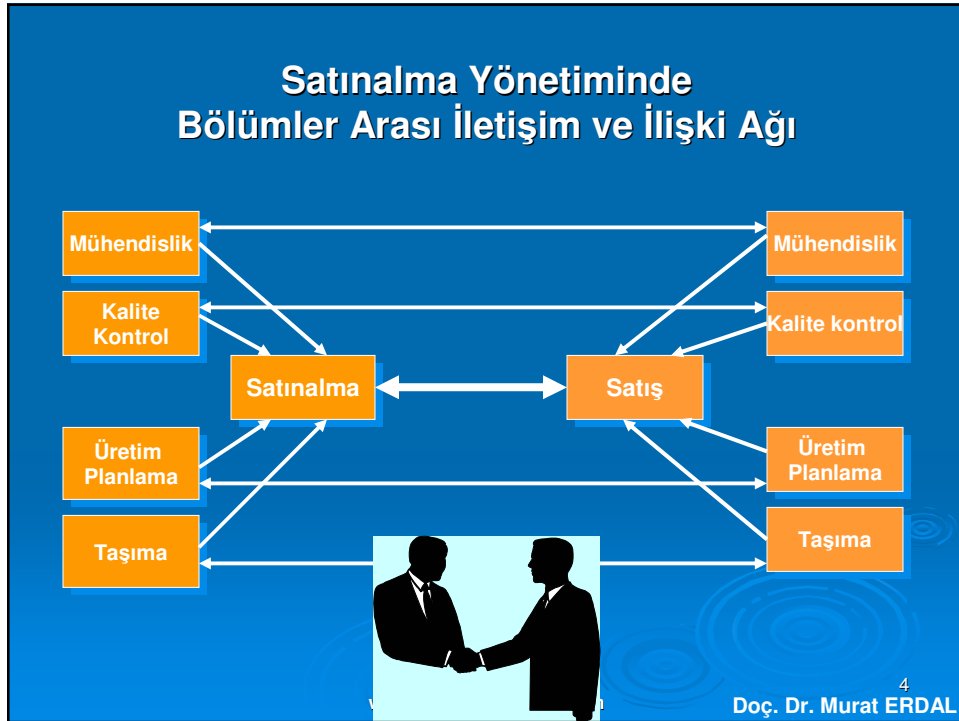 Satınalma Yönetiminde
Bölümler Arası İletişim ve İlişki Ağı
Mühendislik
Mühendislik
Kalite
Kontrol
Kalite kontrol
Satınalma
Satış
Üretim
Planlama
Üretim
Planlama
Taşıma
Taşıma
4
Doç. Dr. Murat ERDAL